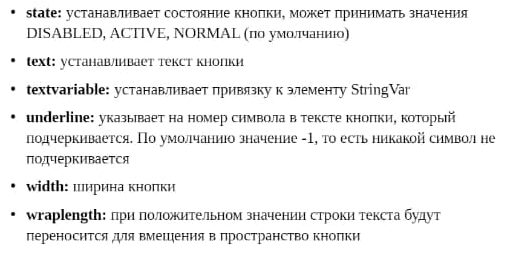 • state: устанавливает состояние кнопки, может принимать значения
DISABLED, ACTIVE, NORMAL (по умолчанию)
• text: устанавливает текст кнопки
• textvariable: устанавливает привязку к элементу StringVar
• underline: указывает на номер символа в тексте кнопки, который
подчеркивается. По умолчанию значение -1, то есть никакой символ не
подчеркивается
• width: ширина кнопки
• wraplength: при положительном значении строки текста будут
переносится для вмещения в пространство кнопки